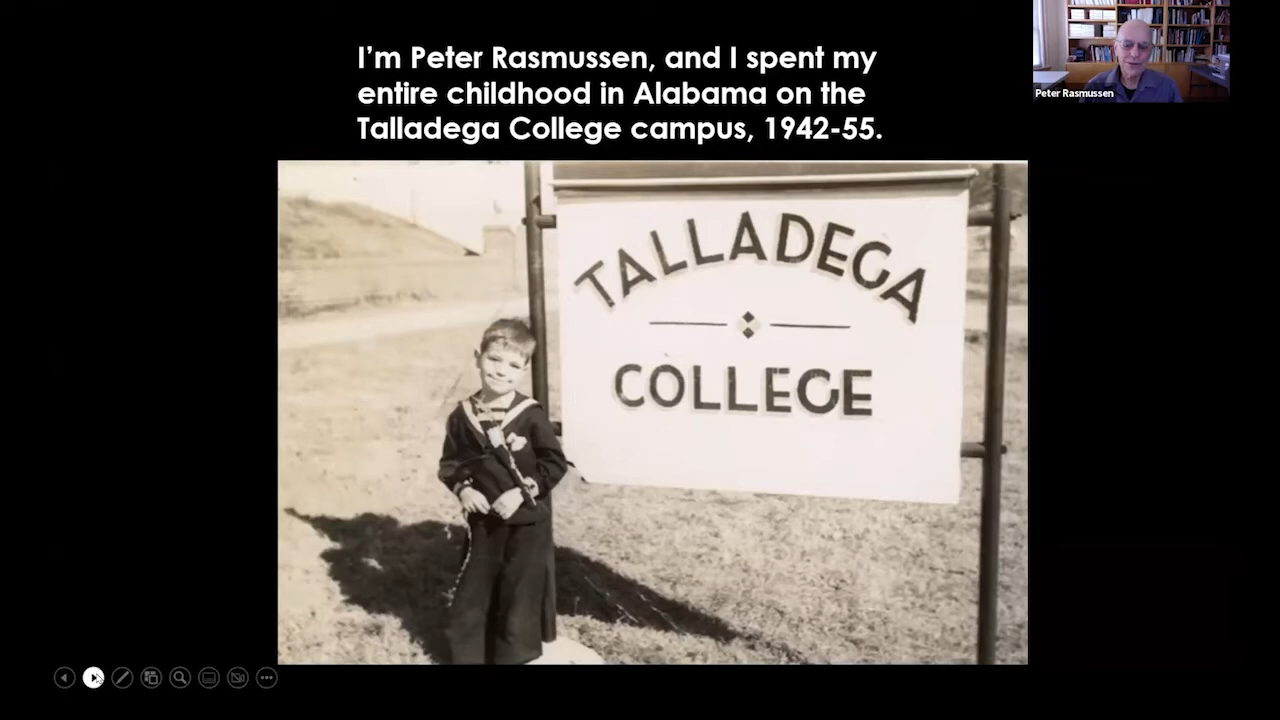 I'm Peter Rasmussen, and I spent my
entire childhood in Alabama on the
Talladega College campus, 1942-55.
Peter Rasmussen
TALLADEGA
COLLEGE